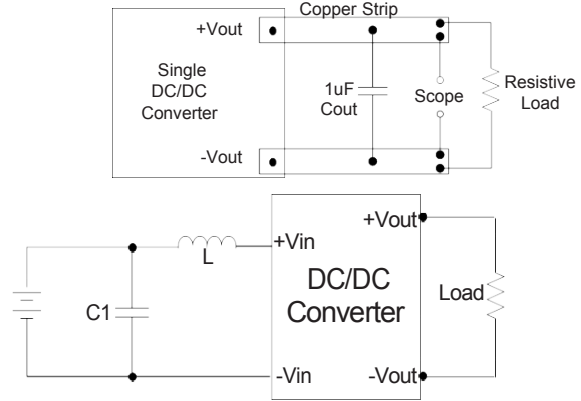 Copper Strip
+Vout
Single
DC/DC
Converter
1uF
Cout
Scope
Resistive
Load
-Vout
+Vout
+Vin
L
DC/DC
Converter
C1
Load
-Vin
-Vout